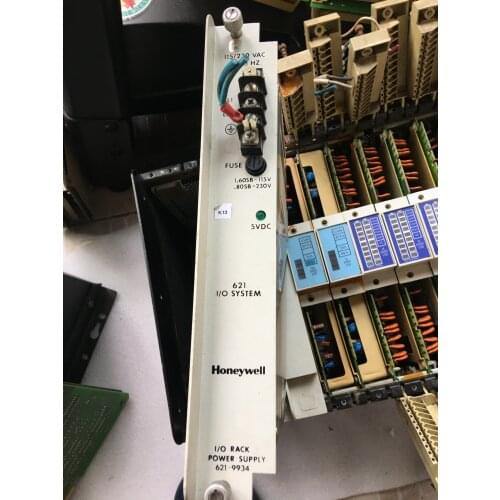 115/230 VAC
HZ
FUSE
1.60SB-115V
.80SB-230V
K13
5VDC
621
I/O SYSTEM
Honeywell
I/O RACK
POWER SUPPLY
621-9934